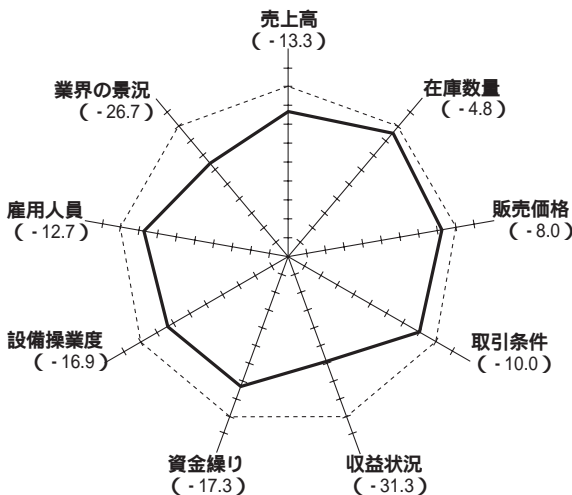 売上高
( - 13.3 )
在庫数量
( - 4.8 )
販売価格
( - 8.0 )
取引条件
( - 10.0 )
収益状況
( - 31.3 )
資金繰り
( - 17.3 )
設備操業度
( - 16.9 )
雇用人員
( - 12.7 )
業界の景況
( - 26.7 )